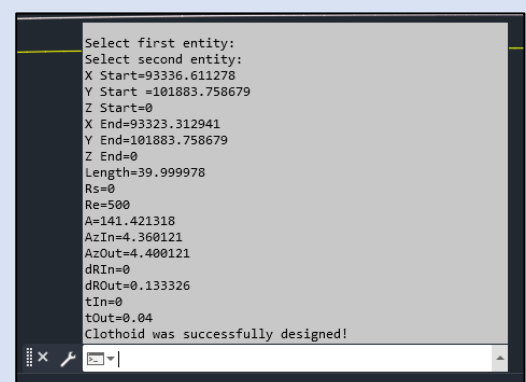 Select first entity:
Select second entity:
X Start=93336.611278
Y Start =101883.758679
Z Start=0
X End=93323.312941
Y End=101883.758679
Z End=0
Length=39.999978
Rs=0
Re=500
A=141.421318
AzIn=4.360121
AzOut=4.400121
dRIn=0
dROut=0.133326
tIn=0
tOut=0.04
Clothoid was successfully designed!